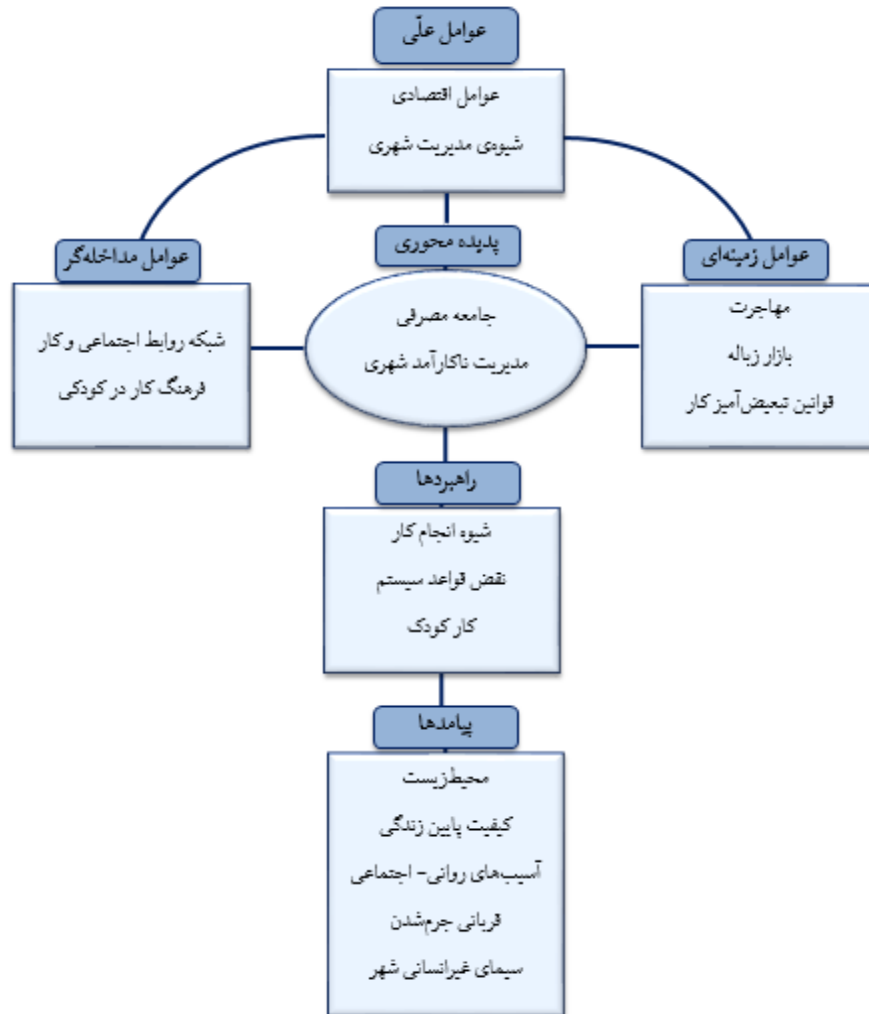 عوامل علّی
عوامل اقتصادی
شیوه‌ی مدیریت شهری
عوامل زمینه‌ای
مهاجرت
بازار زباله
قوانین تبعیض‌آمیز کار
پدیده محوری
جامعه مصرفی
مدیریت ناکارآمد شهری
عوامل مداخله‌گر
شبکه روابط اجتماعی و کار
فرهنگ کار در کودکی
راهبردها
شیوه انجام کار
نقض قواعد سیستم
کار کودک
پیامدها
محیط‌زیست
کیفیت پایین زندگی
آسیب‌های روانی- اجتماعی
قربانی جرم‌شدن
سیمای غیرانسانی شهر